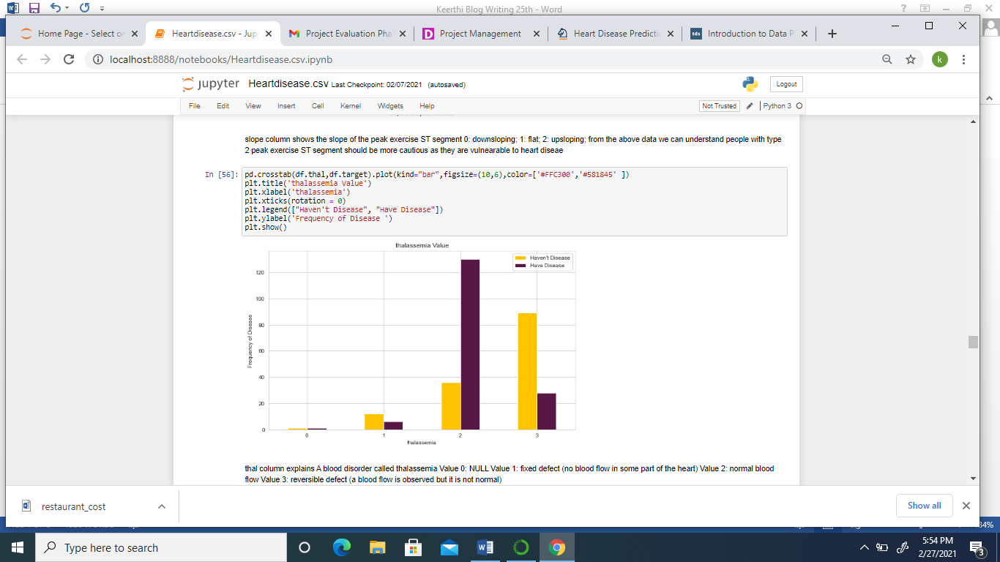 Keerthi Blog Writing 25th - Word
Home Page - Select or
Heartdisease.csv - Jup
Project Evaluation Pha
Project Management
Heart Disease Predicti
tds
Introduction to Data P
localhost:8888/notebooks/Heartdisease.csv.ipynb
k
jupyter Heartdisease.csv Last Checkpoint: 02/07/2021 (autosaved)
Logout
File Edit View Insert Cell Kernel Widgets Help
Not Trusted Python 3
slope column shows the slope of the peak exercise ST segment 0: downsloping; 1: flat; 2: upsloping; from the above data we can understand people with type
2 peak exercise ST segment should be more cautious as they are vulnearable to heart diseae
In [56]: pd.crosstab(df.thal,df.target).plot(kind="bar",figsize=(10,6),color=['#FFC300','#581845' ])
plt.title('thalassemia Value')
plt.xlabel('thalassemia')
plt.xticks(rotation = 0)
plt.legend(["Haven't Disease", "Have Disease"])
plt.ylabel('Frequency of Disease ')
plt.show()
thalassemia Value
Haven't Disease
Have Disease
120
100
80
60
40
20
0
Frequency of Disease
0 1 2 3
thalassemia
thal column explains A blood disorder called thalassemia Value 0: NULL Value 1: fixed defect (no blood flow in some part of the heart) Value 2: normal blood
flow Value 3: reversible defect (a blood flow is observed but it is not normal)
restaurant_cost
Show all
Type here to search
5:54 PM
2/27/2021
3